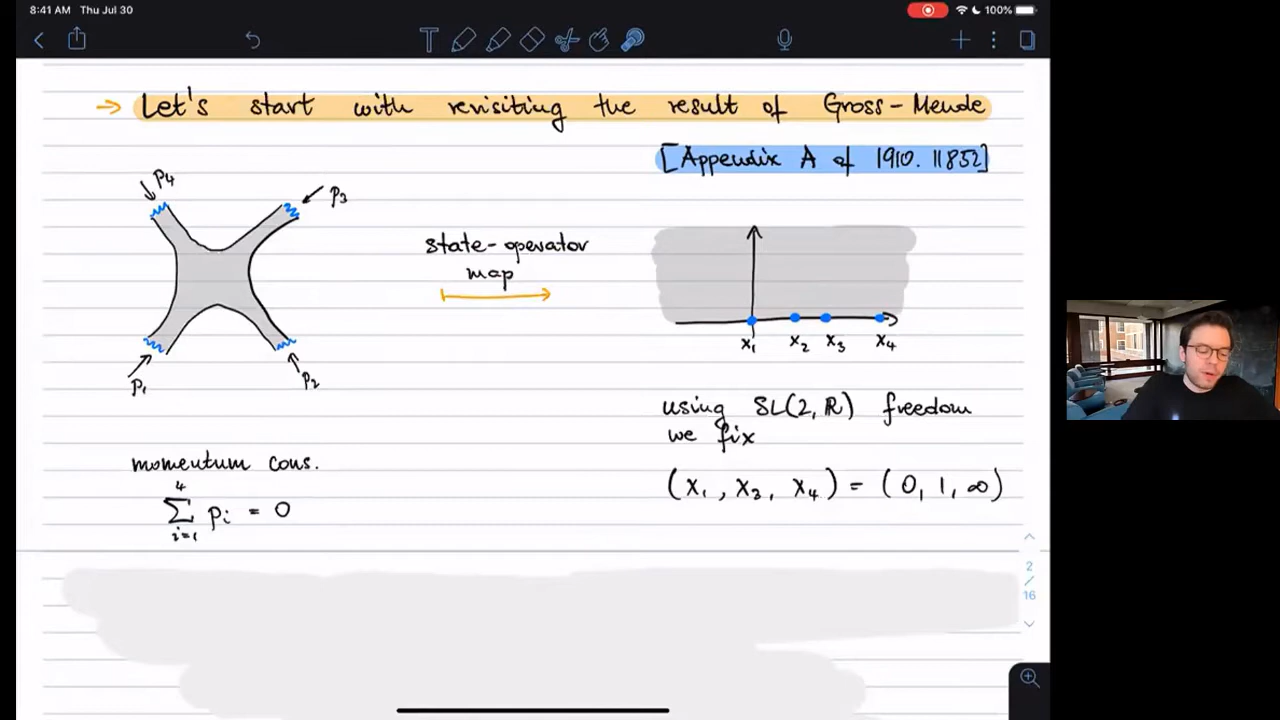 8:41 AM Thu Jul 30
100%
→ Let's start with revisiting the result of Gross-Mende
[Appendix A of 1910.11852]
p4
p3
state-operator
map
p1
p2
x1 x2 x3 x4
using SL(2,R) freedom
we fix
(x1, x3, x4) = (0, 1, ∞)
momentum cons.
4
∑ pi = 0
i=1
2
/
16